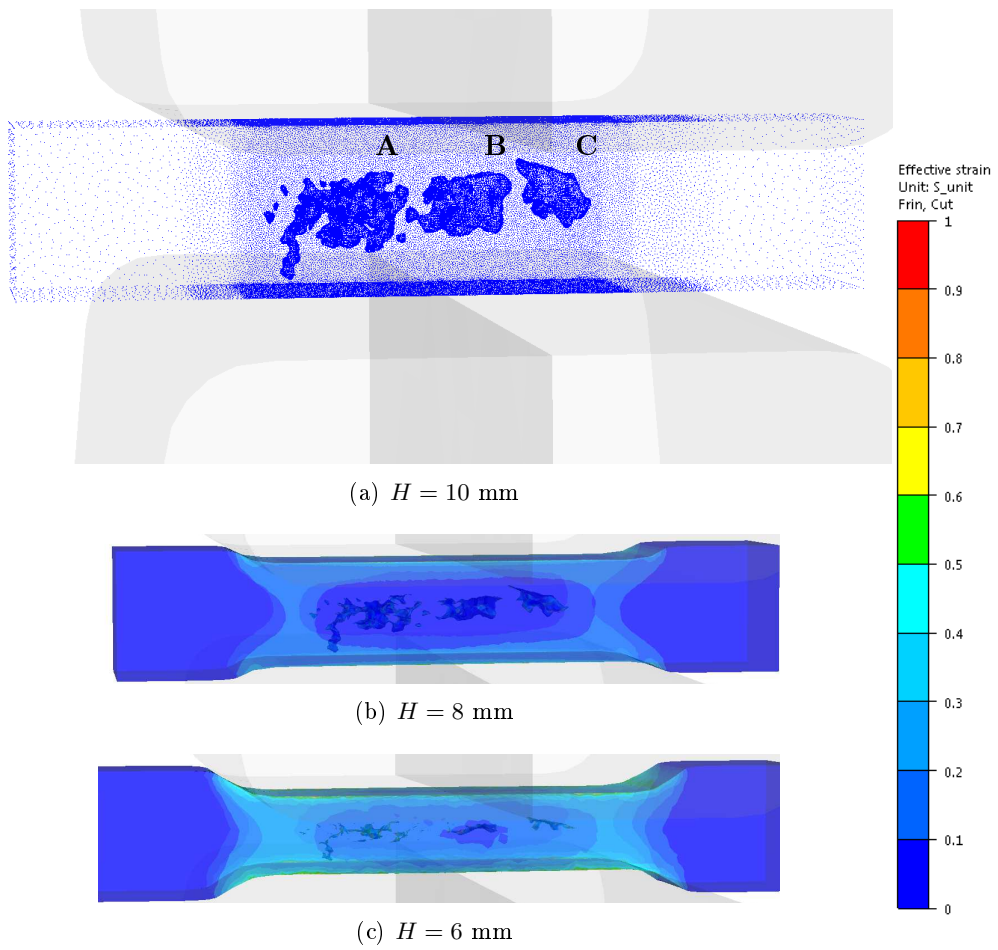 A B C
(a) H = 10 mm
Effective strain
Unit: S_unit
Frin, Cut
1
0.9
0.8
0.7
0.6
0.5
0.4
0.3
0.2
0.1
0
(b) H = 8 mm
(c) H = 6 mm